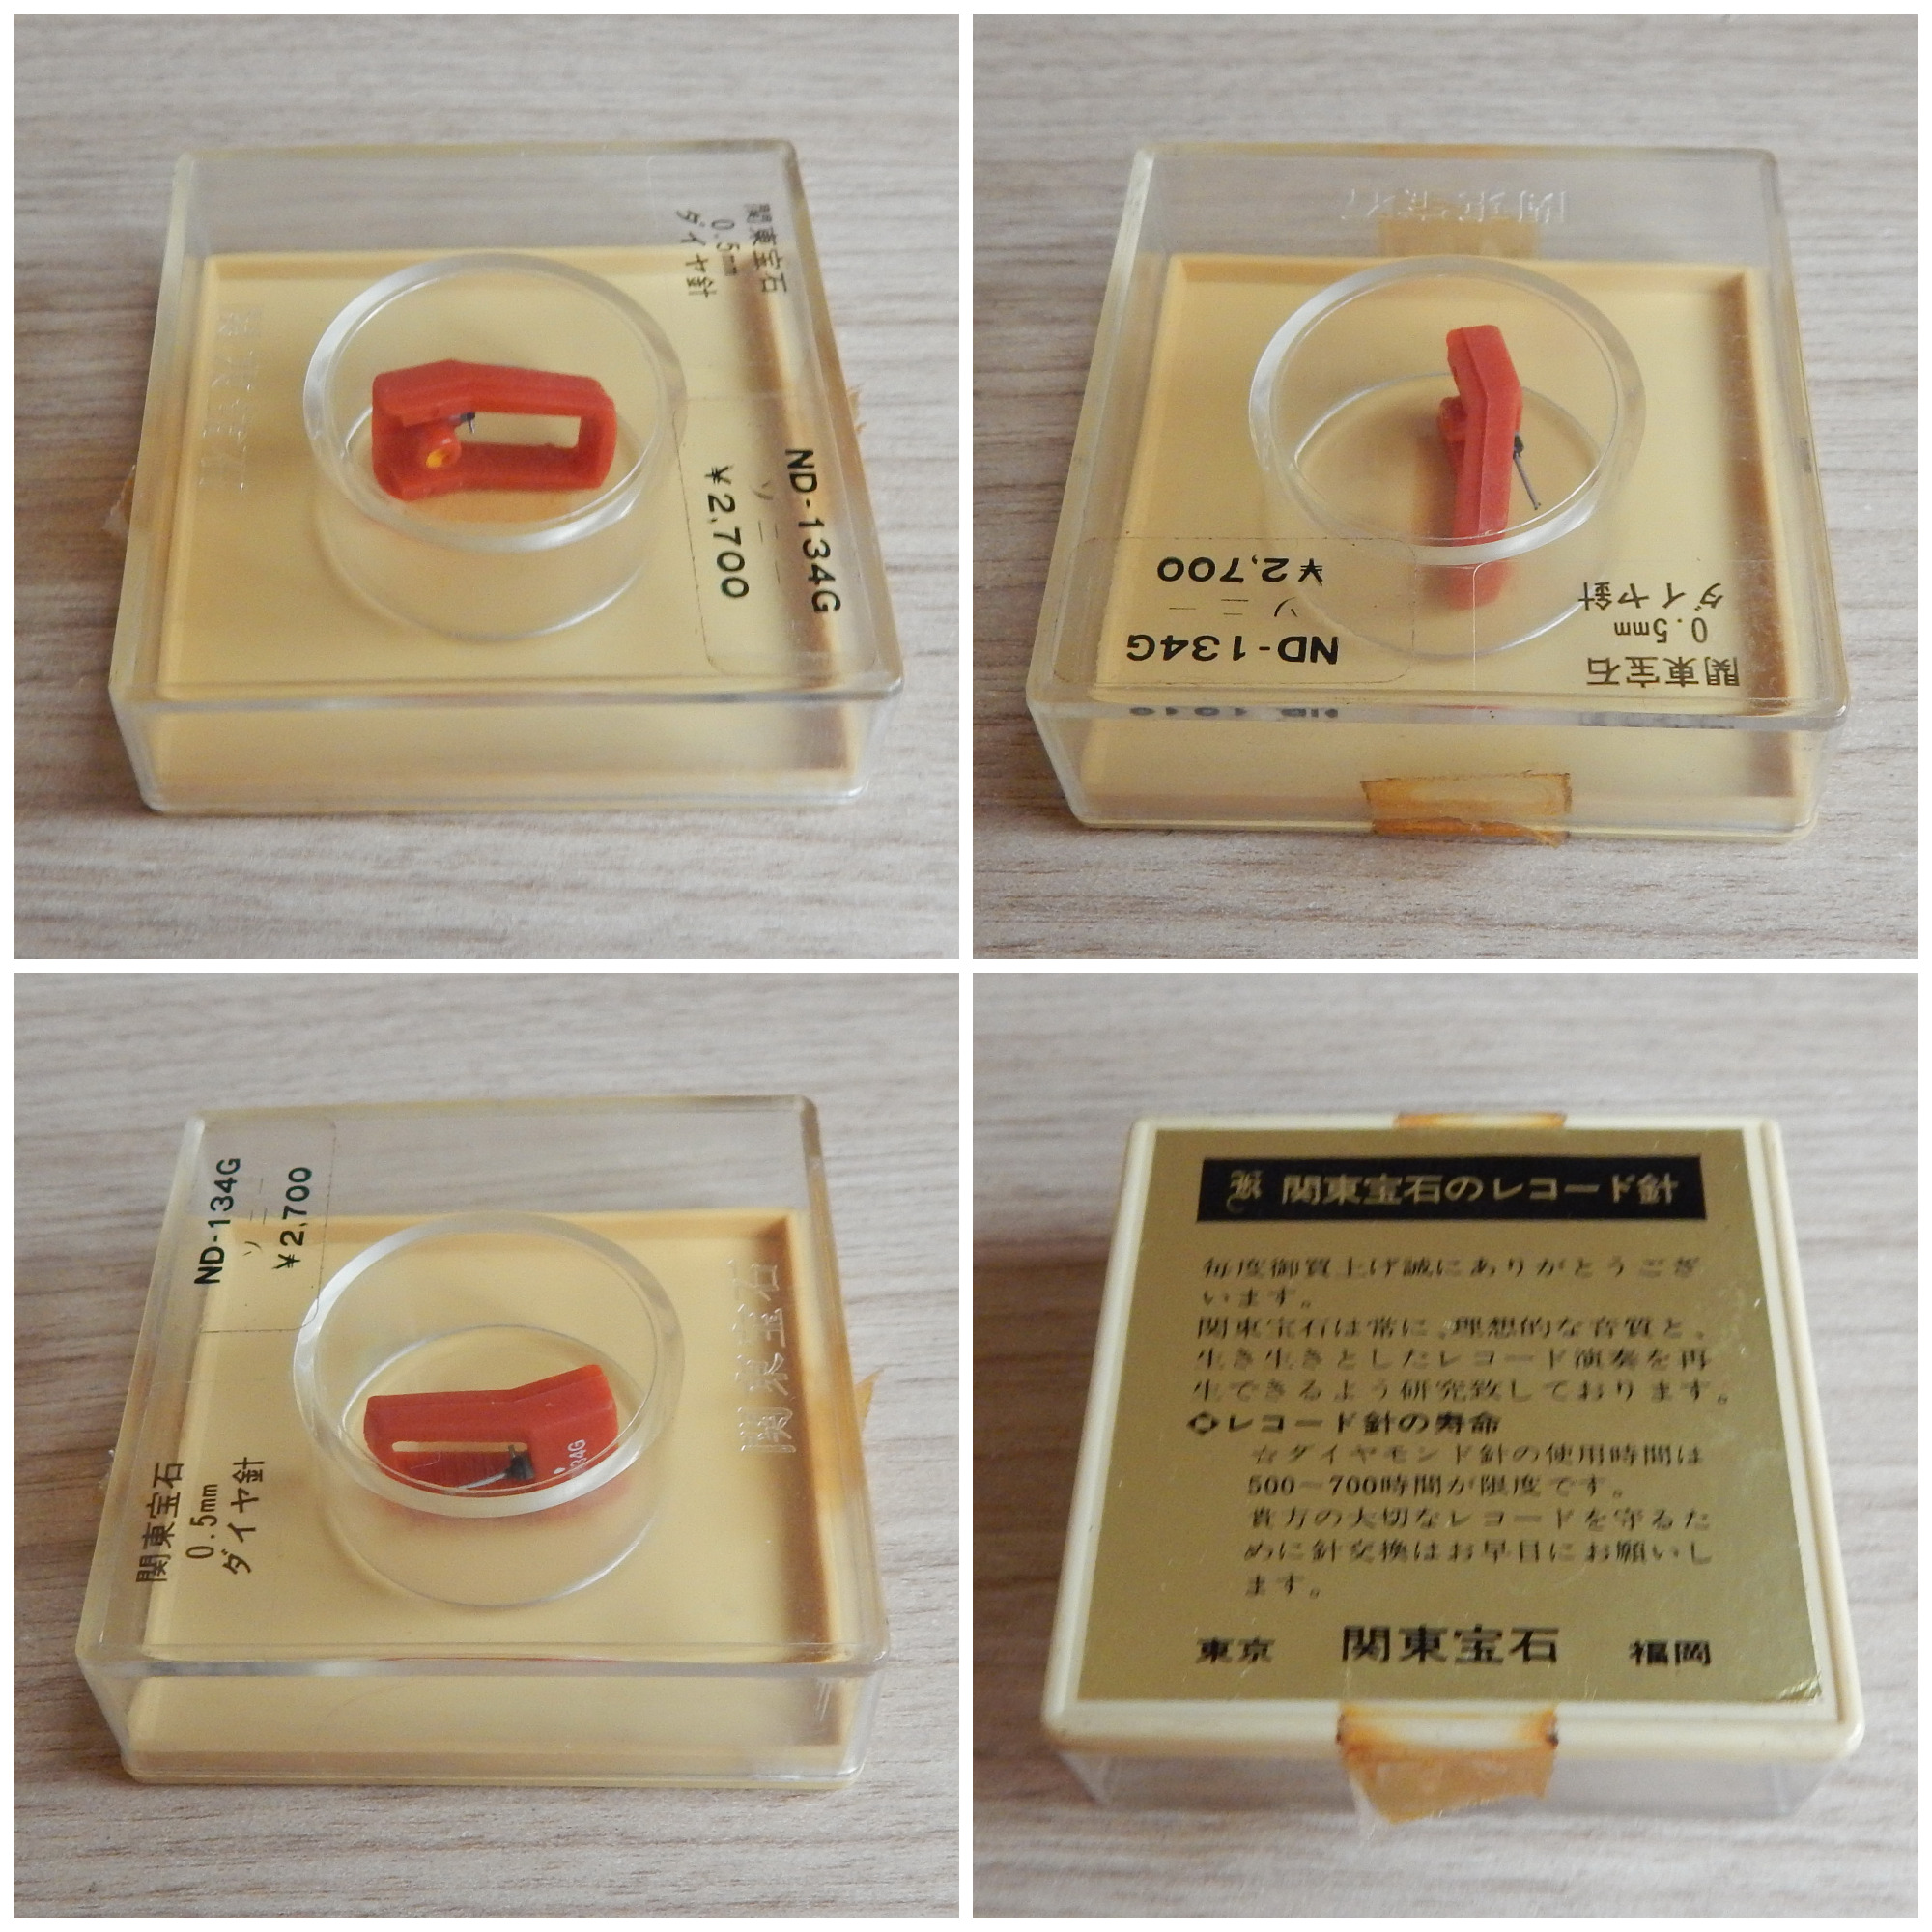 関東宝石
0.5mm
ダイヤ針
ND-134G
ソニー
¥2,700
関東宝石
¥2,700
ソニー
ND-134G
ダイヤ針
0.5mm
関東宝石
ND-134G
ソニー
¥2,700
関東宝石
関東宝石
0.5mm
ダイヤ針
134G
関東宝石のレコード針
毎度御買上げ誠にありがとうござ
います。
関東宝石は常に、理想的な音質と、
生き生きとしたレコード演奏を再
生できるよう研究致しております。
レコード針の寿命
☆ダイヤモンド針の使用時間は
500〜700時間が限度です。
貴方の大切なレコードを守るた
めに針交換はお早目にお願いし
ます。
東京 関東宝石 福岡